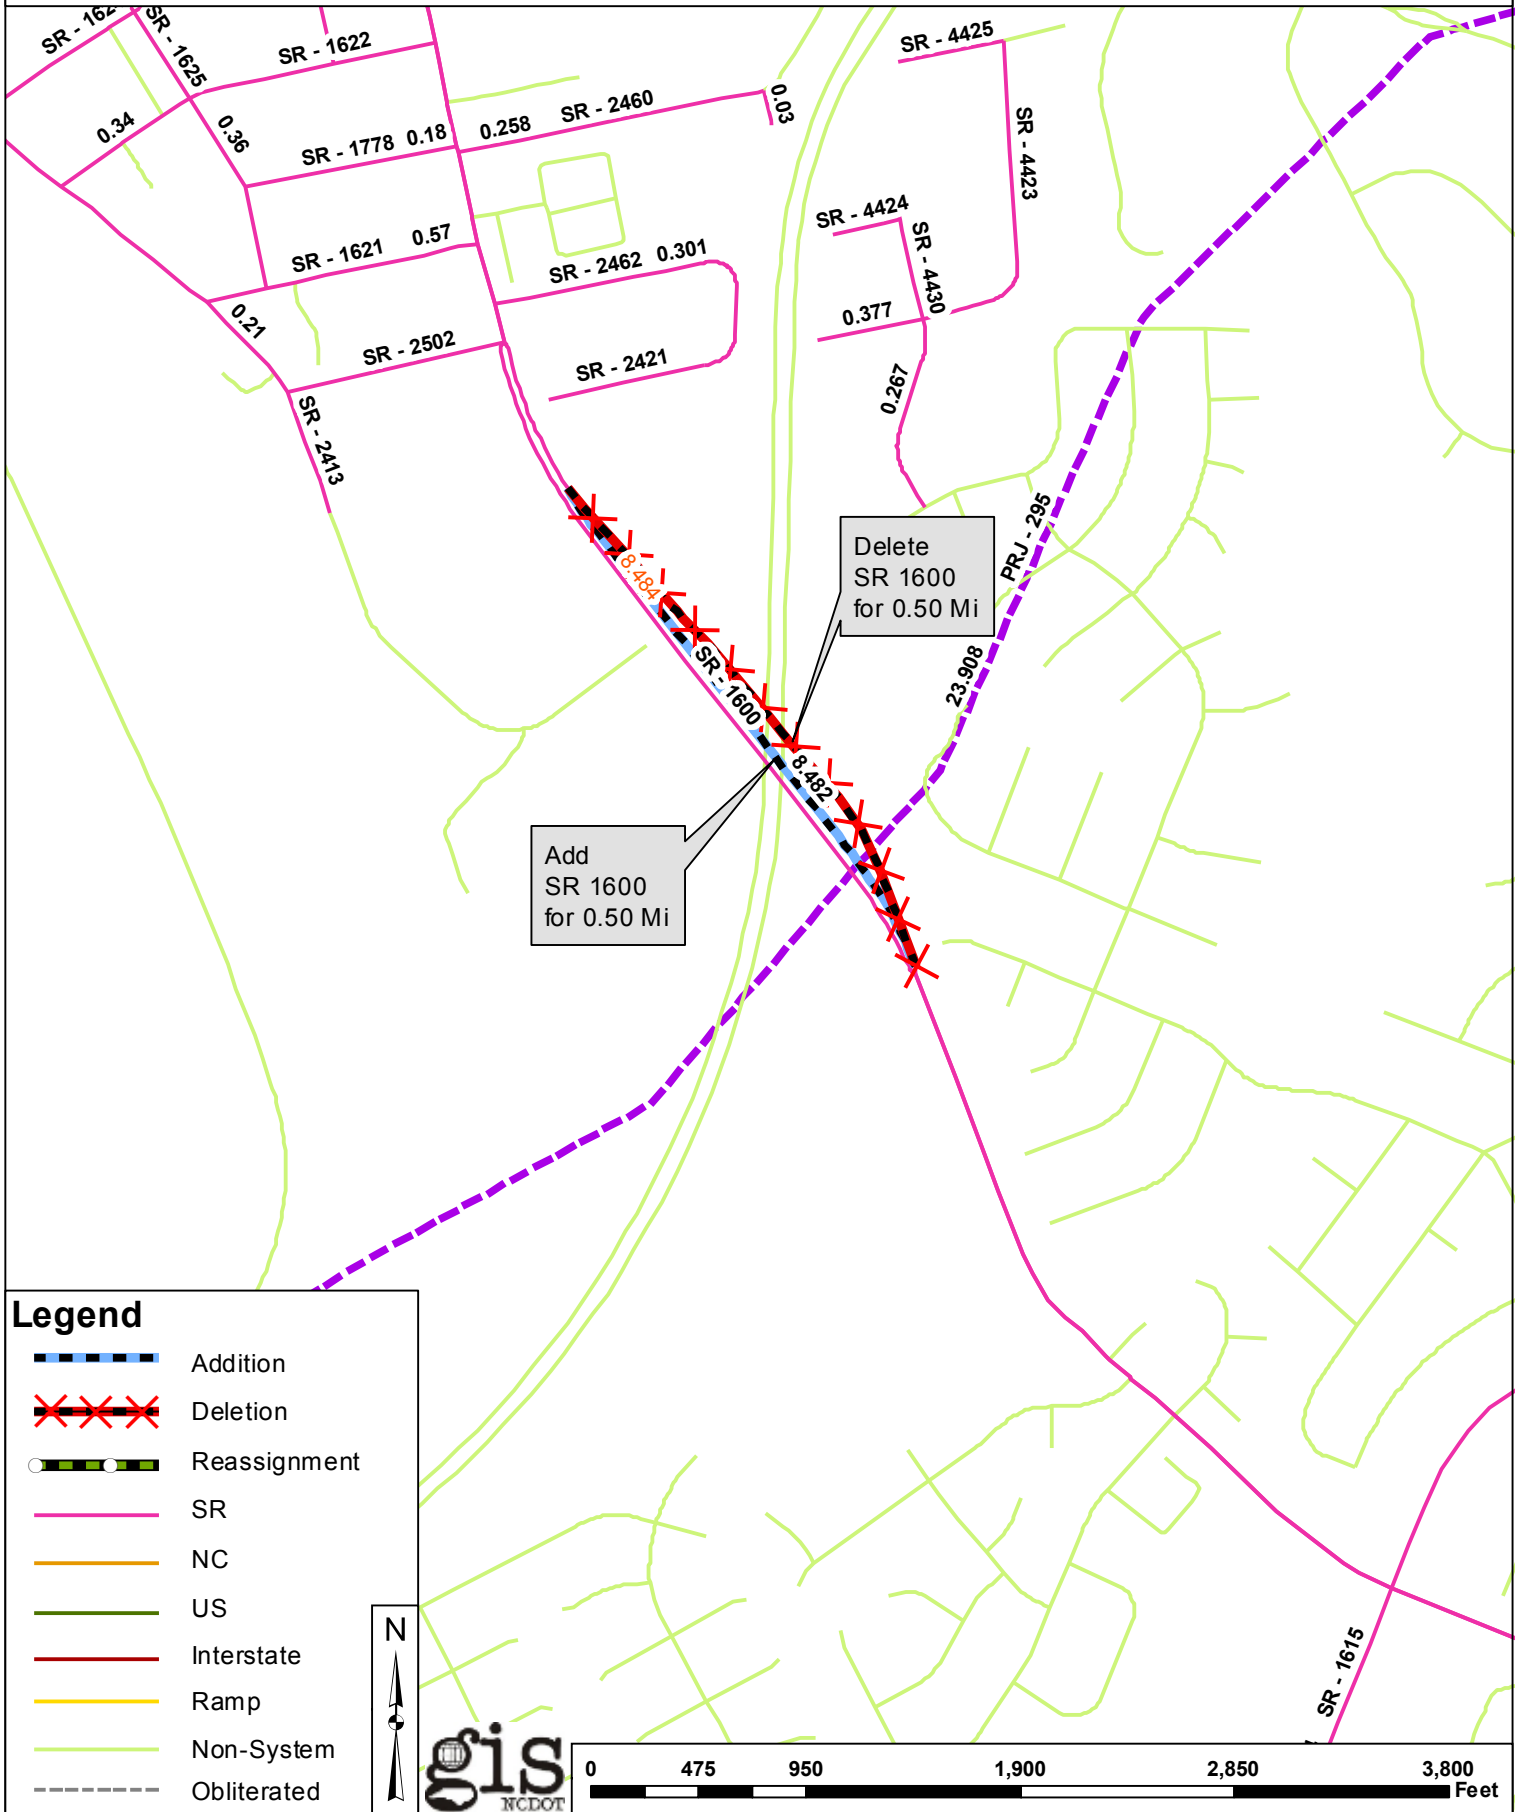 SR - 1625
SR - 1622
SR - 4425
0.34
0.36
SR - 1778 0.18
0.258
SR - 2460
0.03
SR - 4423
SR - 4424
SR - 4430
SR - 1621 0.57
SR - 2462 0.301
0.21
0.377
SR - 2502
SR - 2421
0.267
SR - 2413
PRJ - 295
8.484
Delete
SR 1600
for 0.50 Mi
SR - 1600
23.908
8.482
Add
SR 1600
for 0.50 Mi
Legend
Addition
Deletion
Reassignment
SR
NC
US
Interstate
Ramp
Non-System
Obliterated
N
gis
NCDOT
SR - 1615
0 475 950 1,900 2,850 3,800
Feet